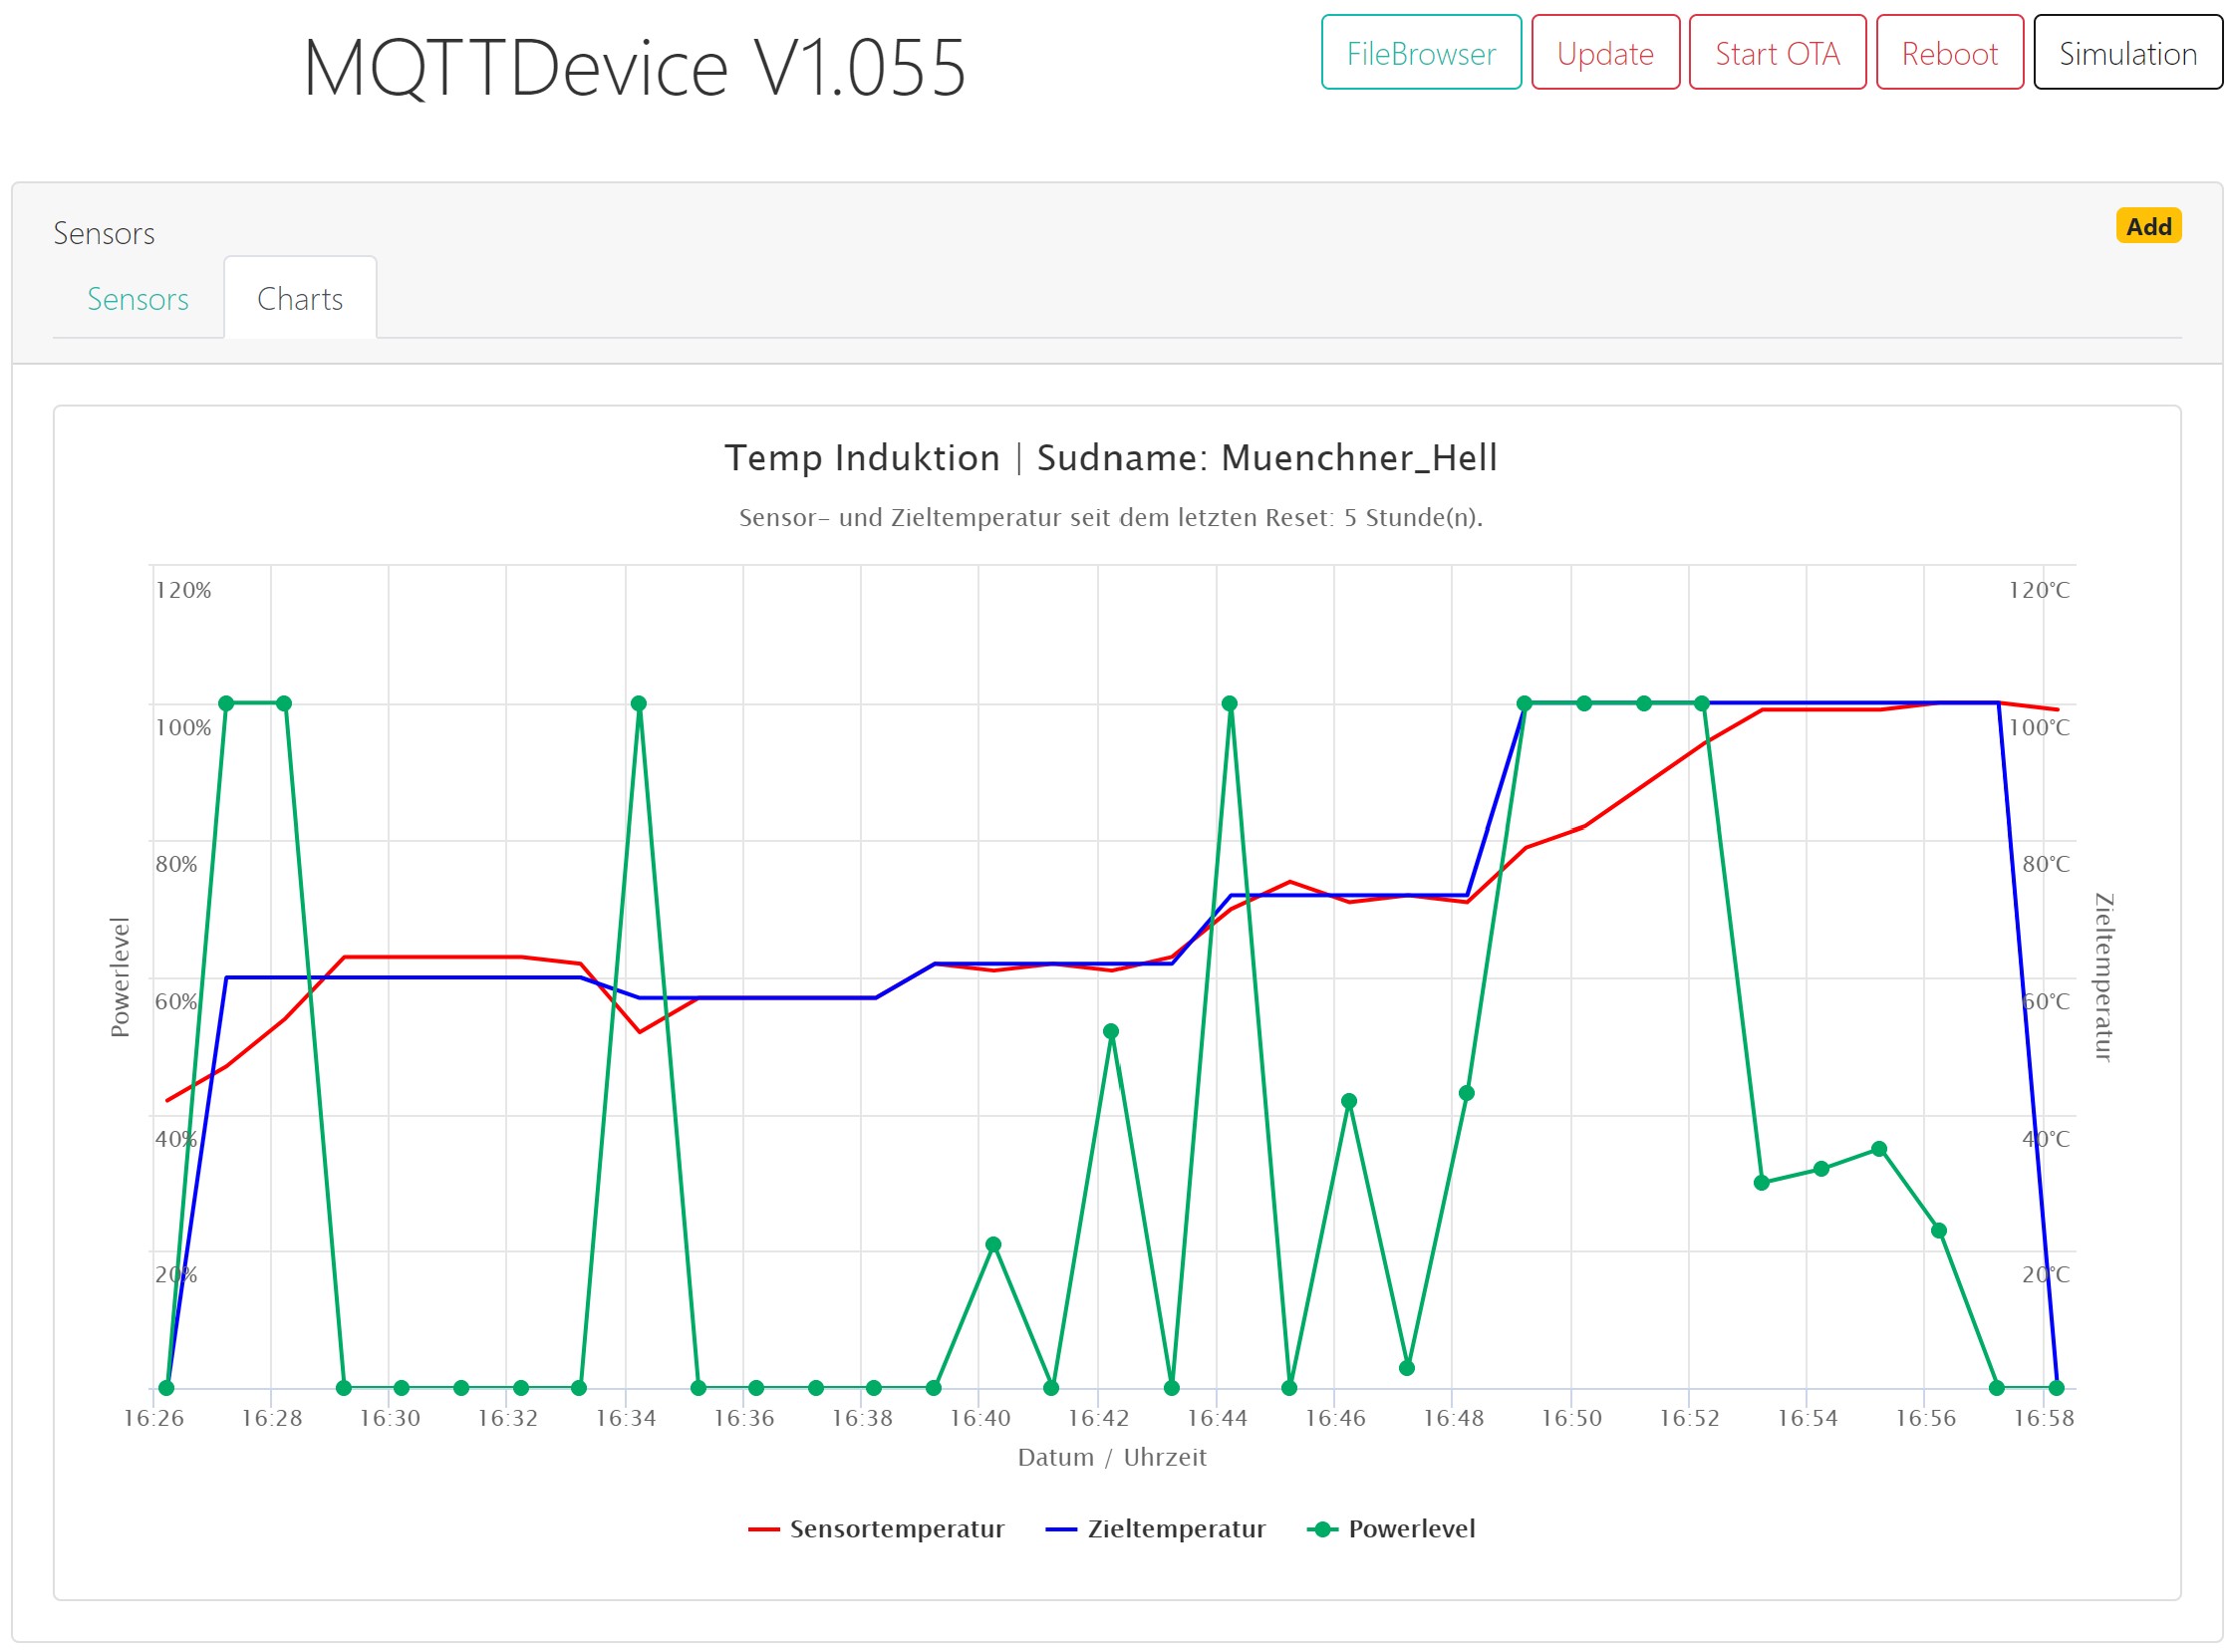 MQTTDevice V1.055
FileBrowser
Update
Start OTA
Reboot
Simulation
Sensors
Add
Sensors
Charts
Temp Induktion | Sudname: Muenchner_Hell
Sensor- und Zieltemperatur seit dem letzten Reset: 5 Stunde(n).
120%
100%
80%
60%
40%
20%
Powerlevel
120°C
100°C
80°C
60°C
40°C
20°C
Zieltemperatur
16:26 16:28 16:30 16:32 16:34 16:36 16:38 16:40 16:42 16:44 16:46 16:48 16:50 16:52 16:54 16:56 16:58
Datum / Uhrzeit
Sensortemperatur Zieltemperatur Powerlevel